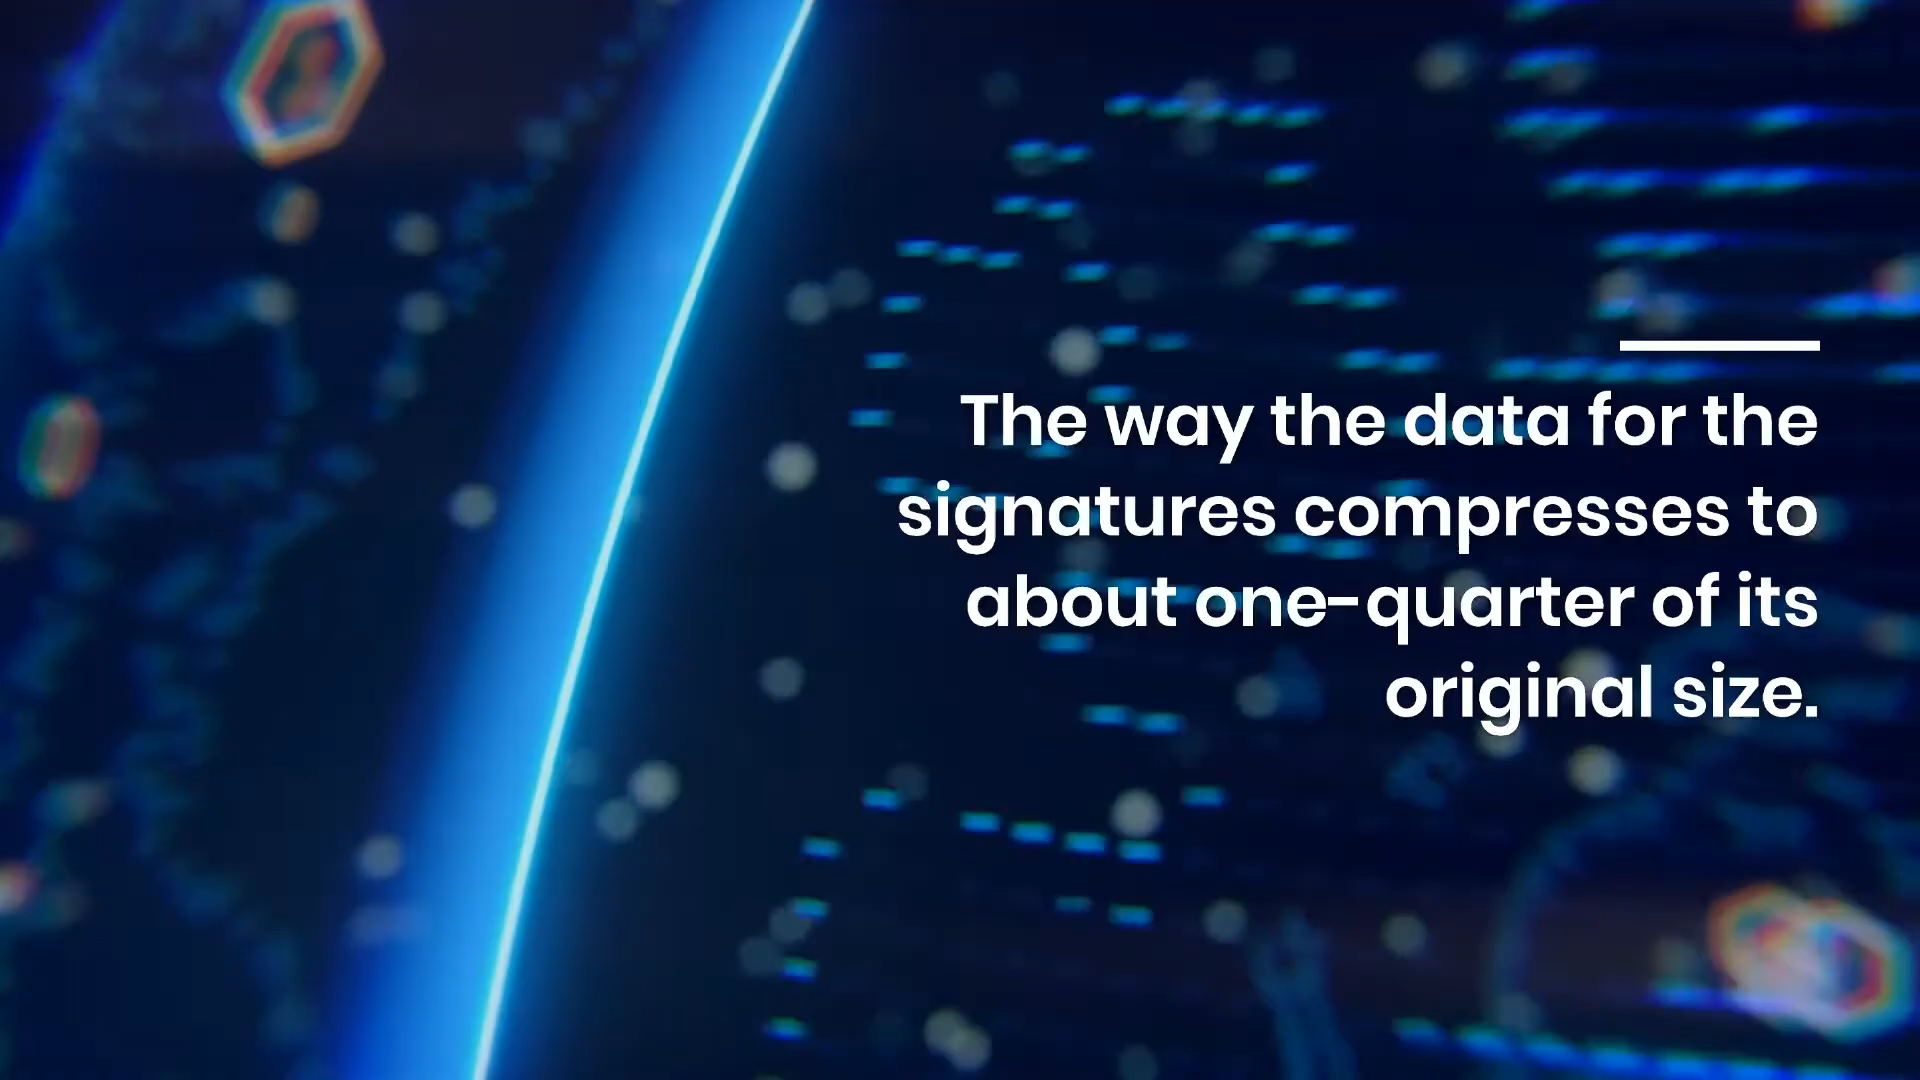 The way the data for the
signatures compresses to
about one-quarter of its
original size.